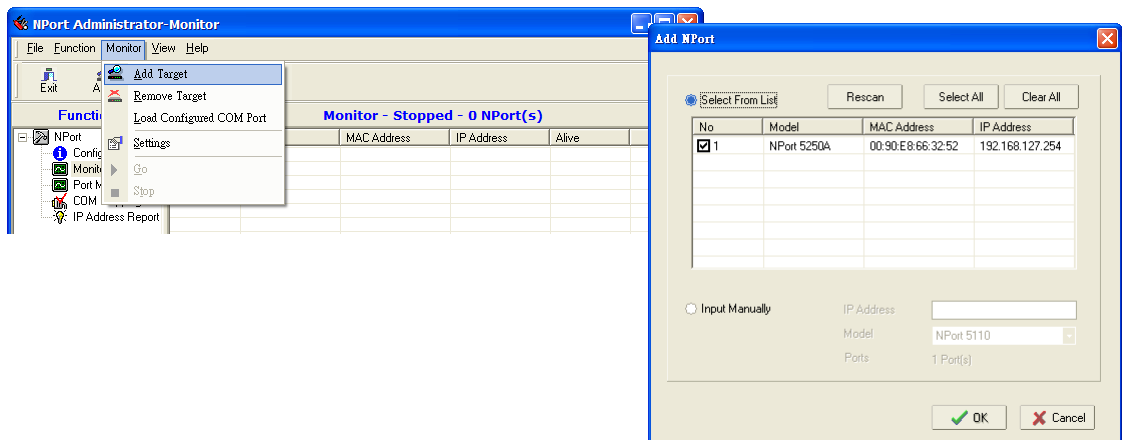 NPort Administrator-Monitor
File Function Monitor View Help
Exit A
Add Target
Remove Target
Load Configured COM Port
Settings
Go
Stop
Functi
NPort
Config
Monito
Port M
COM
IP Address Report
Monitor - Stopped - 0 NPort(s)
MAC Address IP Address Alive
Add NPort
Select From List Rescan Select All Clear All
No Model MAC Address IP Address
1 NPort 5250A 00:90:E8:66:32:52 192.168.127.254
Input Manually IP Address
Model NPort 5110
Ports 1 Port(s)
OK Cancel